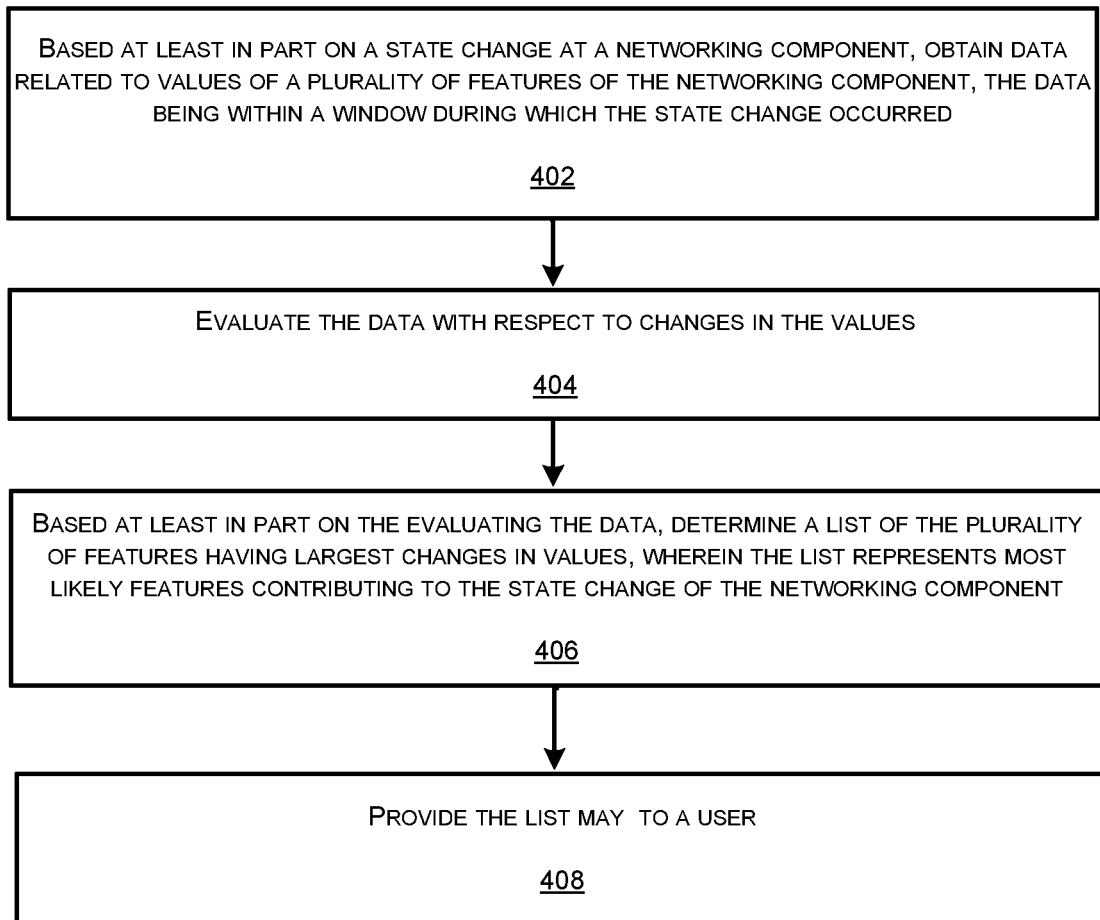 BASED AT LEAST IN PART ON A STATE CHANGE AT A NETWORKING COMPONENT, OBTAIN DATA
RELATED TO VALUES OF A PLURALITY OF FEATURES OF THE NETWORKING COMPONENT, THE DATA
BEING WITHIN A WINDOW DURING WHICH THE STATE CHANGE OCCURRED
402
EVALUATE THE DATA WITH RESPECT TO CHANGES IN THE VALUES
404
BASED AT LEAST IN PART ON THE EVALUATING THE DATA, DETERMINE A LIST OF THE PLURALITY
OF FEATURES HAVING LARGEST CHANGES IN VALUES, WHEREIN THE LIST REPRESENTS MOST
LIKELY FEATURES CONTRIBUTING TO THE STATE CHANGE OF THE NETWORKING COMPONENT
406
PROVIDE THE LIST MAY TO A USER
408